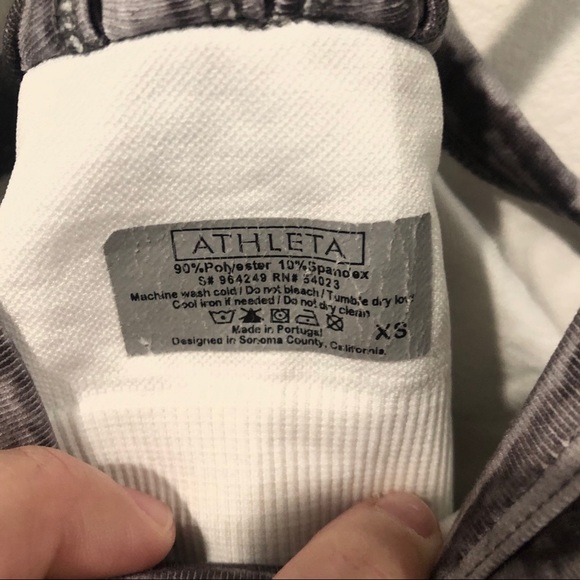 ATHLETA
90%Polyester 10%Spandex
S# 964249 RN# 54023
Machine wash cold / Do not bleach / Tumble dry low
Cool iron if needed / Do not dry clean
Made in Portugal
XS
Designed in Sonoma County, California.